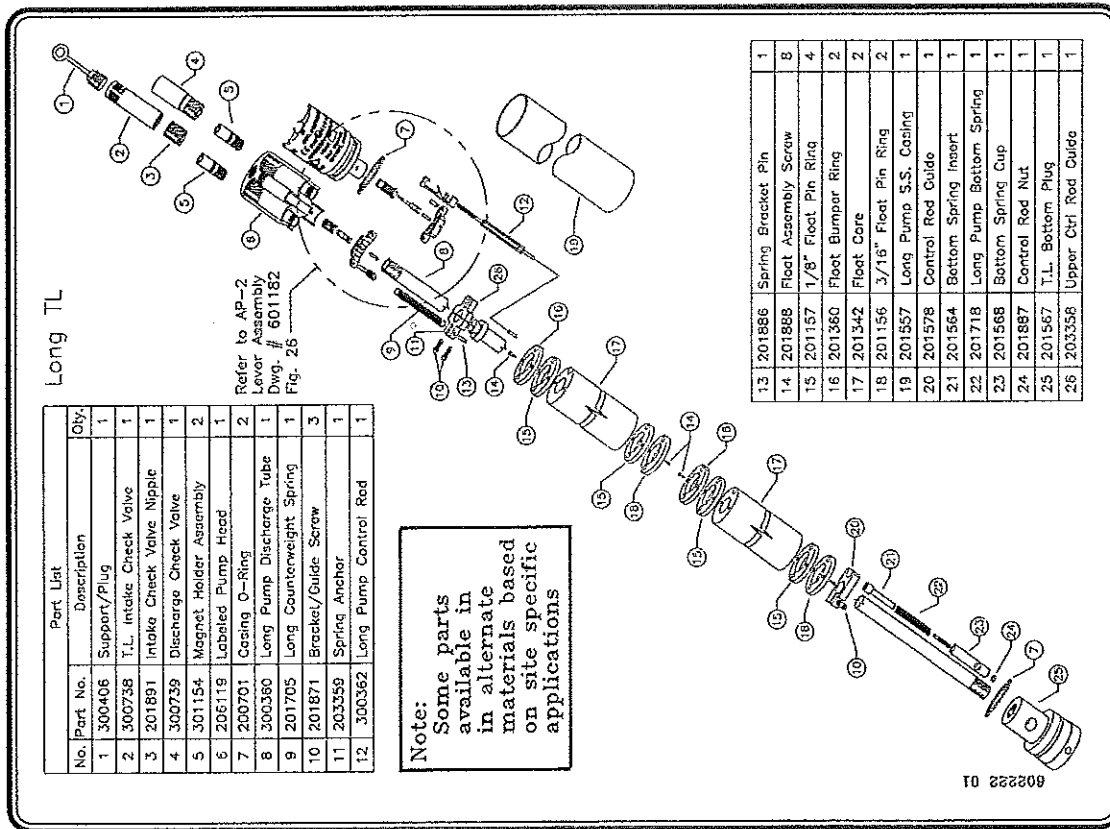 Long TL
Part List
No. Part No. Description Qty.
1 300406 Support/Plug 1
2 300738 T.L. Intake Check Valve 1
3 201891 Intake Check Valve Nipple 1
4 300739 Discharge Check Valve 1
5 301154 Magnet Holder Assembly 2
6 206119 Labeled Pump Head 1
7 200701 Casing O-Ring 2
8 300360 Long Pump Discharge Tube 1
9 201705 Long Counterweight Spring 1
10 201871 Bracket/Guide Screw 3
11 203359 Spring Anchor 1
12 300362 Long Pump Control Rod 1
Refer to AP-2
Lever Assembly
Dwg. # 601182
Fig. 26
Note:
Some parts
available in
in alternate
materials based
on site specific
applications
13 201886 Spring Bracket Pin 1
14 201888 Float Assembly Screw 8
15 201157 1/8" Float Pin Ring 4
16 201360 Float Bumper Ring 2
17 201342 Float Core 2
18 201156 3/16" Float Pin Ring 2
19 201557 Long Pump S.S. Casing 1
20 201578 Control Rod Guide 1
21 201564 Bottom Spring Insert 1
22 201718 Long Pump Bottom Spring 1
23 201568 Bottom Spring Cup 1
24 201887 Control Rod Nut 1
25 201567 T.L. Bottom Plug 1
26 203358 Upper Ctrl Rod Guide 1
1
2
3
4
5
5
6
7
8
9
10
11
12
13
14
26
16
17
15
19
15
18
14
16
15
17
15
18
20
10
21
22
23
24
7
25
602222 01